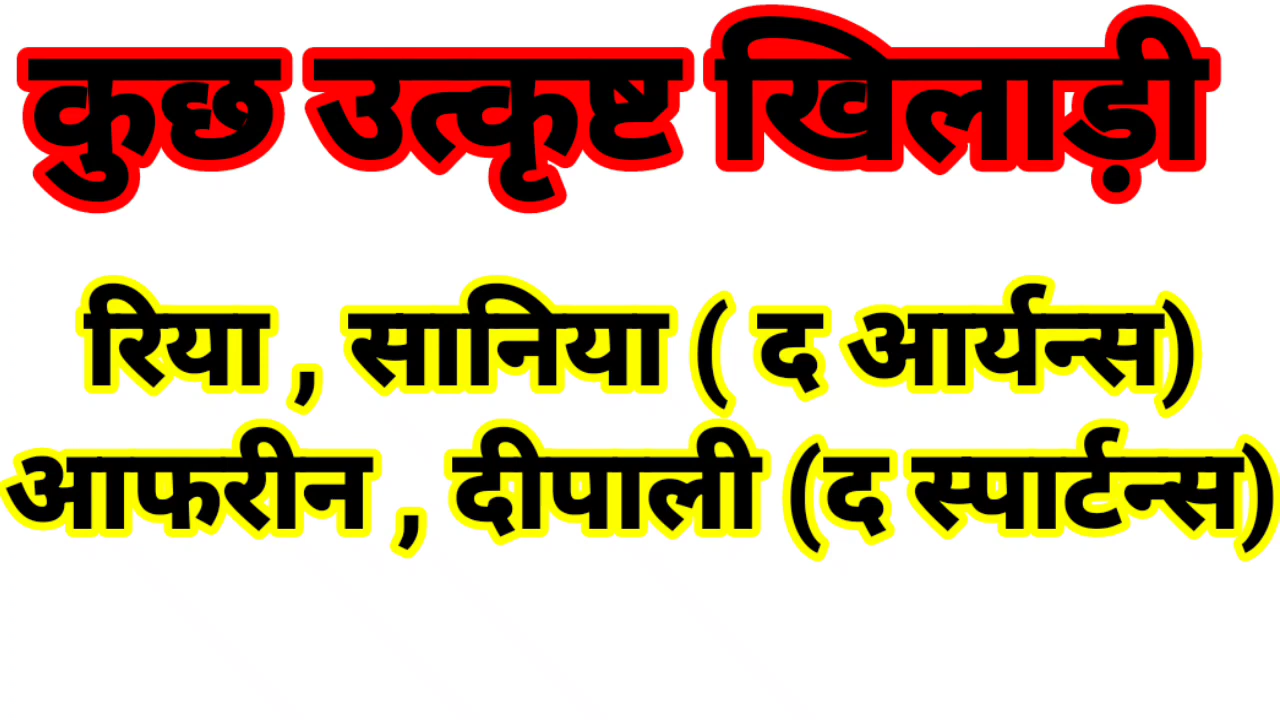 कुछ उत्कृष्ट खिलाड़ी
रिया , सानिया ( द आर्यन्स)
आफरीन , दीपाली (द स्पार्टन्स)